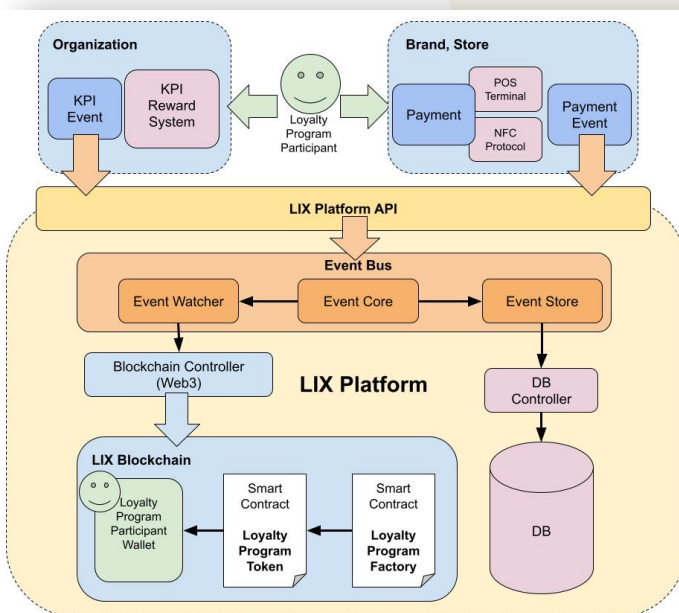 Organization
KPI
Event
KPI
Reward
System
Loyalty
Program
Participant
Brand, Store
Payment
POS
Terminal
NFC
Protocol
Payment
Event
LIX Platform API
Event Bus
Event Watcher
Event Core
Event Store
Blockchain Controller
(Web3)
LIX Platform
DB
Controller
LIX Blockchain
Loyalty
Program
Participant
Wallet
Smart
Contract
Loyalty
Program
Token
Smart
Contract
Loyalty
Program
Factory
DB